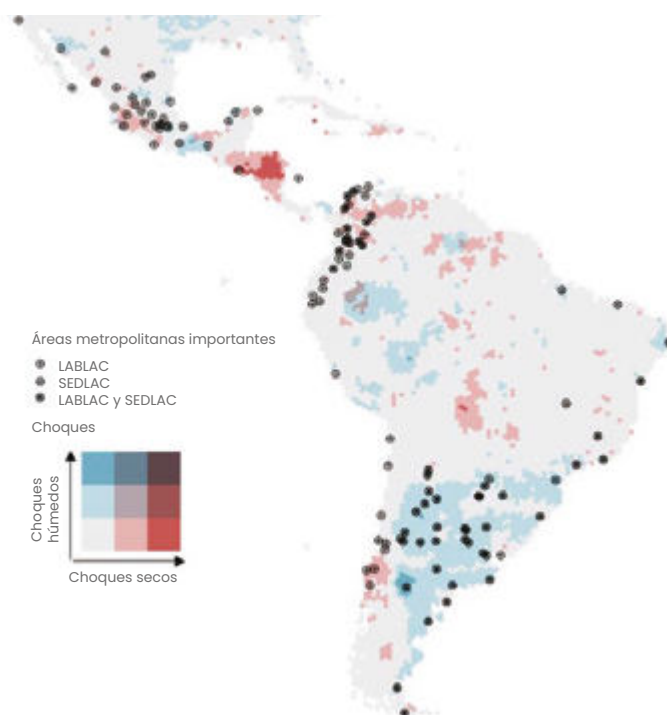 Áreas metropolitanas importantes
LABLAC
SEDLAC
LABLAC y SEDLAC
Choques
Choques
húmedos
Choques secos